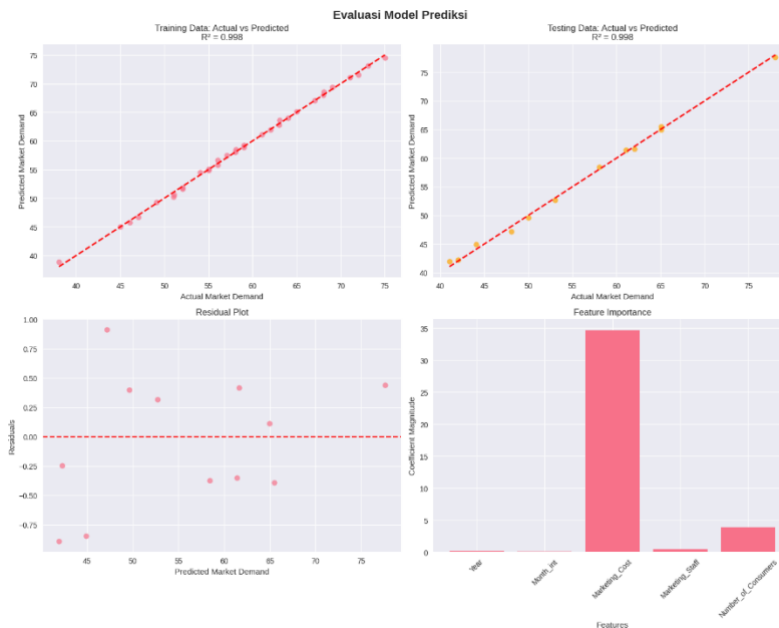 Evaluasi Model Prediksi
Training Data: Actual vs Predicted
R² = 0.998
Predicted Market Demand
75
70
65
60
55
50
45
40
40
45
50
55
60
65
70
75
Actual Market Demand
Testing Data: Actual vs Predicted
R² = 0.998
Predicted Market Demand
75
70
65
60
55
50
45
40
45
50
55
60
65
70
75
Actual Market Demand
Residual Plot
Residuals
1.00
0.75
0.50
0.25
0.00
−0.25
−0.50
−0.75
45
50
55
60
65
70
75
Predicted Market Demand
Feature Importance
Coefficient Magnitude
35
30
25
20
15
10
5
0
Year
Month_int
Marketing_Cost
Marketing_Staff
Number_of_Consumers
Features